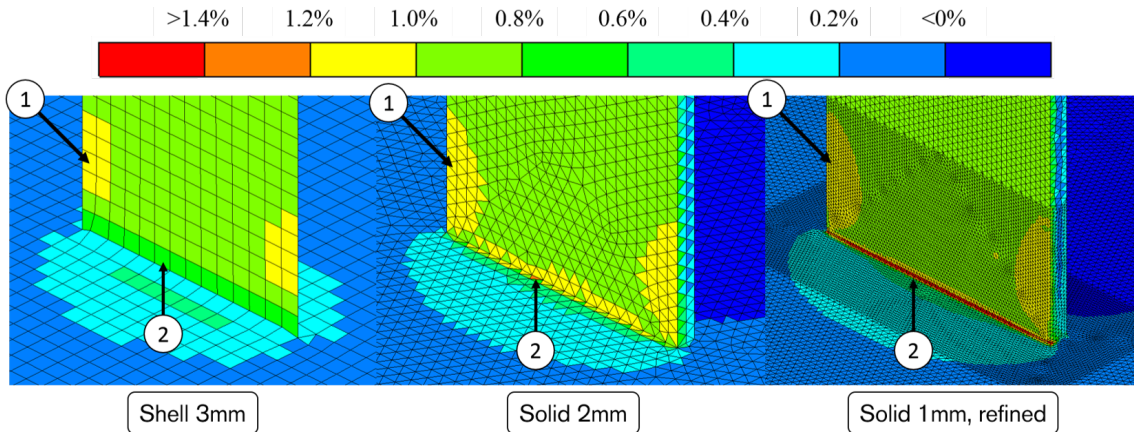 >1.4% 1.2% 1.0% 0.8% 0.6% 0.4% 0.2% <0%
1 1 1
2 2 2
Shell 3mm Solid 2mm Solid 1mm, refined